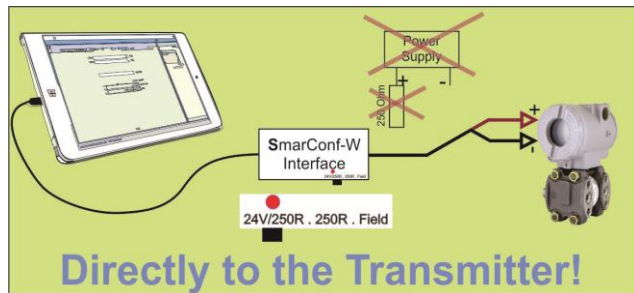 Power
Supply
+ -
250 Ohm
+
-
SmarConf-W
Interface
24V/250R . 250R . Field
24V/250R . 250R . Field
Directly to the Transmitter!